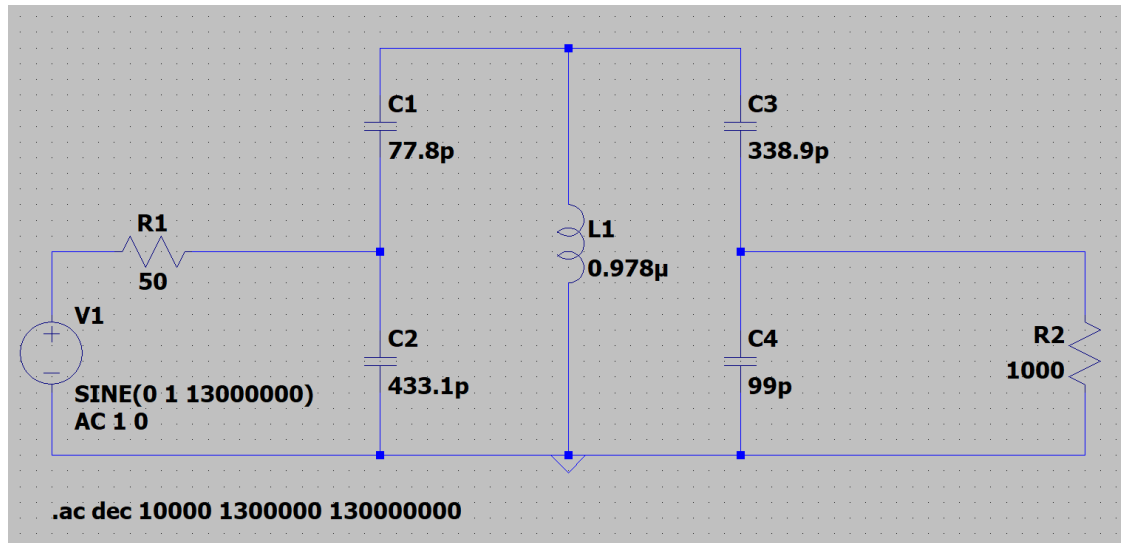 C1
77.8p
C3
338.9p
R1
50
L1
0.978µ
V1
SINE(0 1 13000000)
AC 1 0
C2
433.1p
C4
99p
R2
1000
.ac dec 10000 1300000 130000000